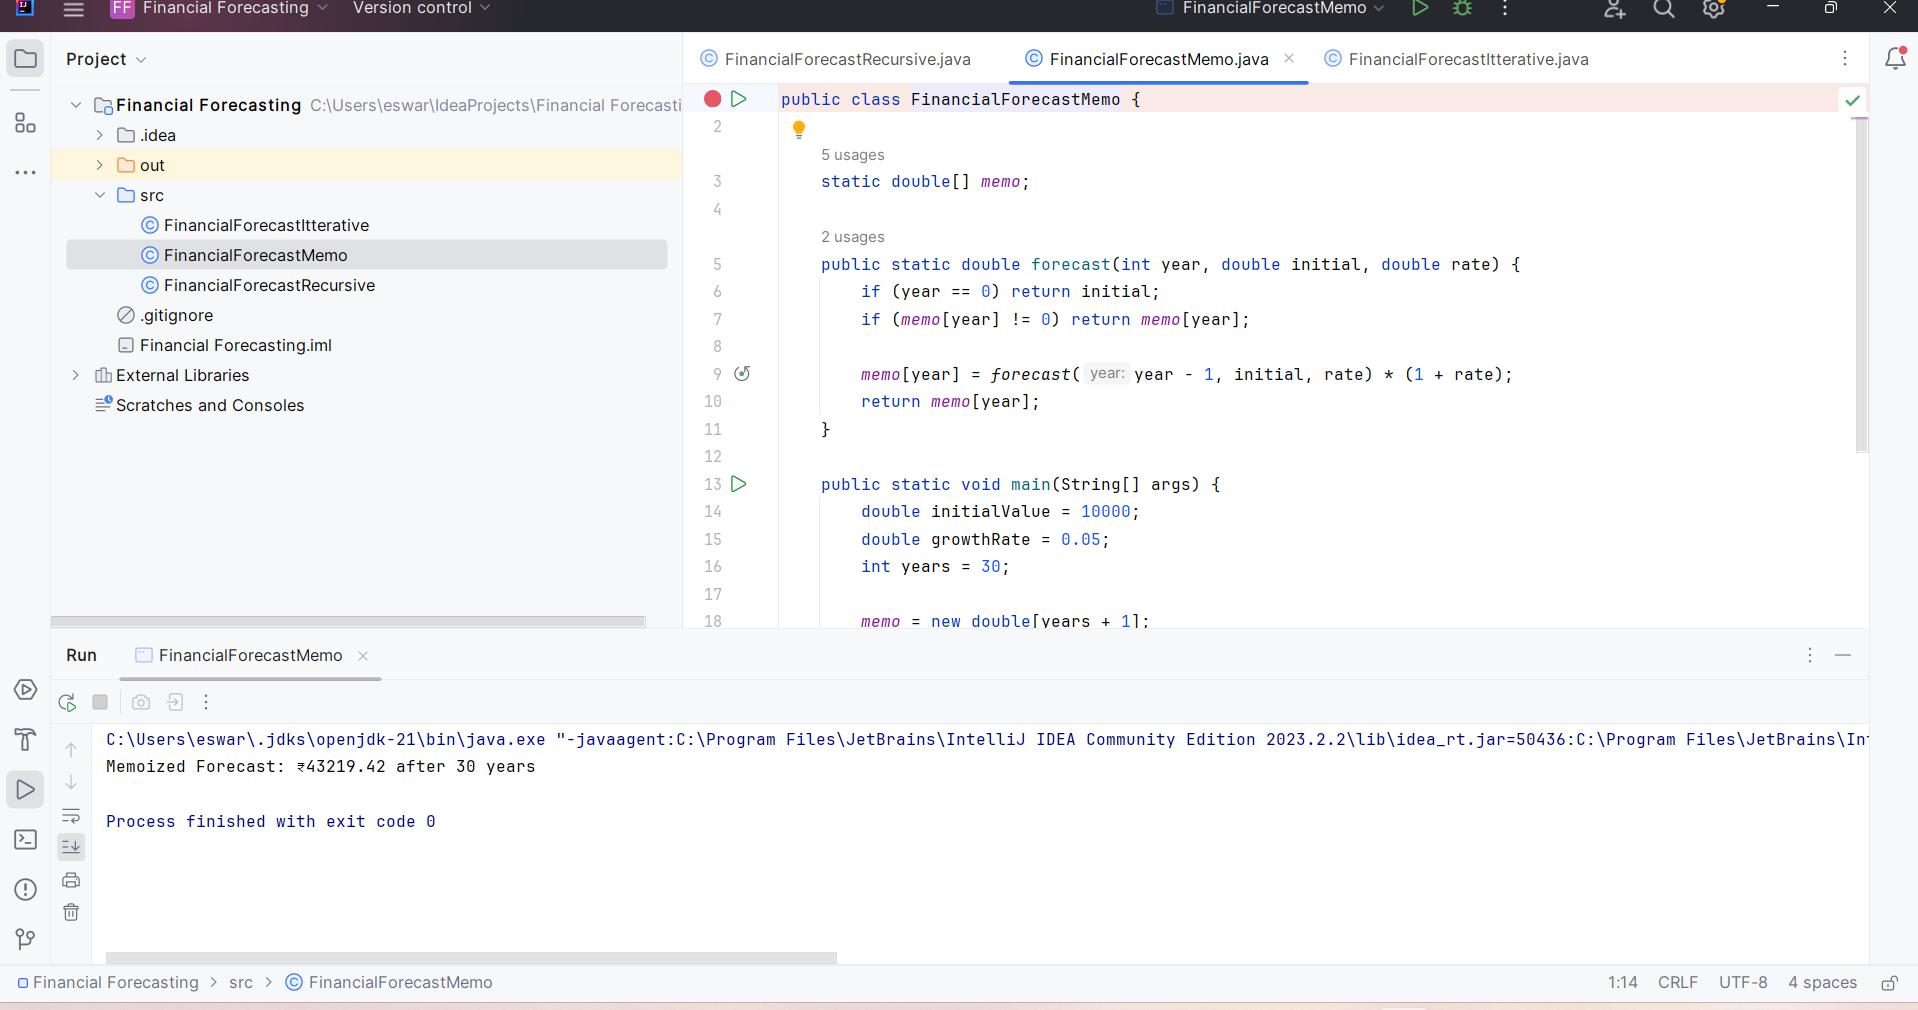 FF Financial Forecasting Version control FinancialForecastMemo
Project
FinancialForecastRecursive.java FinancialForecastMemo.java FinancialForecastItterative.java
Financial Forecasting C:\Users\eswar\IdeaProjects\Financial Forecasti
.idea
out
src
FinancialForecastItterative
FinancialForecastMemo
FinancialForecastRecursive
.gitignore
Financial Forecasting.iml
External Libraries
Scratches and Consoles
public class FinancialForecastMemo {
2
5 usages
3 static double[] memo;
4
2 usages
5 public static double forecast(int year, double initial, double rate) {
6 if (year == 0) return initial;
7 if (memo[year] != 0) return memo[year];
8
9 memo[year] = forecast( year: year - 1, initial, rate) * (1 + rate);
10 return memo[year];
11 }
12
13 public static void main(String[] args) {
14 double initialValue = 10000;
15 double growthRate = 0.05;
16 int years = 30;
17
18 memo = new double[years + 1];
Run FinancialForecastMemo
C:\Users\eswar\.jdks\openjdk-21\bin\java.exe "-javaagent:C:\Program Files\JetBrains\IntelliJ IDEA Community Edition 2023.2.2\lib\idea_rt.jar=50436:C:\Program Files\JetBrains\Int
Memoized Forecast: ₹43219.42 after 30 years
Process finished with exit code 0
Financial Forecasting > src > FinancialForecastMemo 1:14 CRLF UTF-8 4 spaces